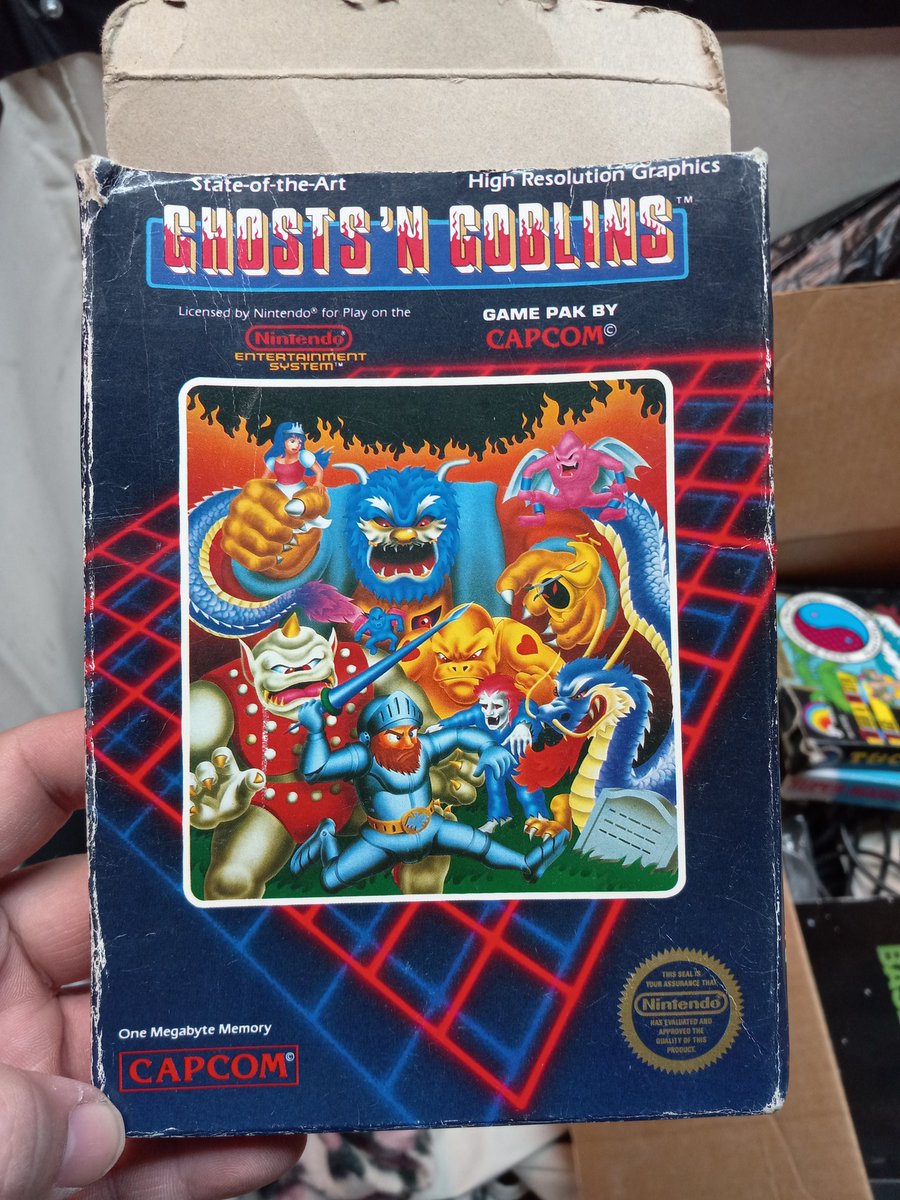 State-of-the-Art
High Resolution Graphics
GHOSTS 'N GOBLINS™
Licensed by Nintendo® for Play on the
Nintendo®
ENTERTAINMENT
SYSTEM™
GAME PAK BY
CAPCOM©
One Megabyte Memory
CAPCOM©
THIS SEAL IS
YOUR ASSURANCE THAT
Nintendo®
HAS EVALUATED AND
APPROVED THE
QUALITY OF THIS
PRODUCT.